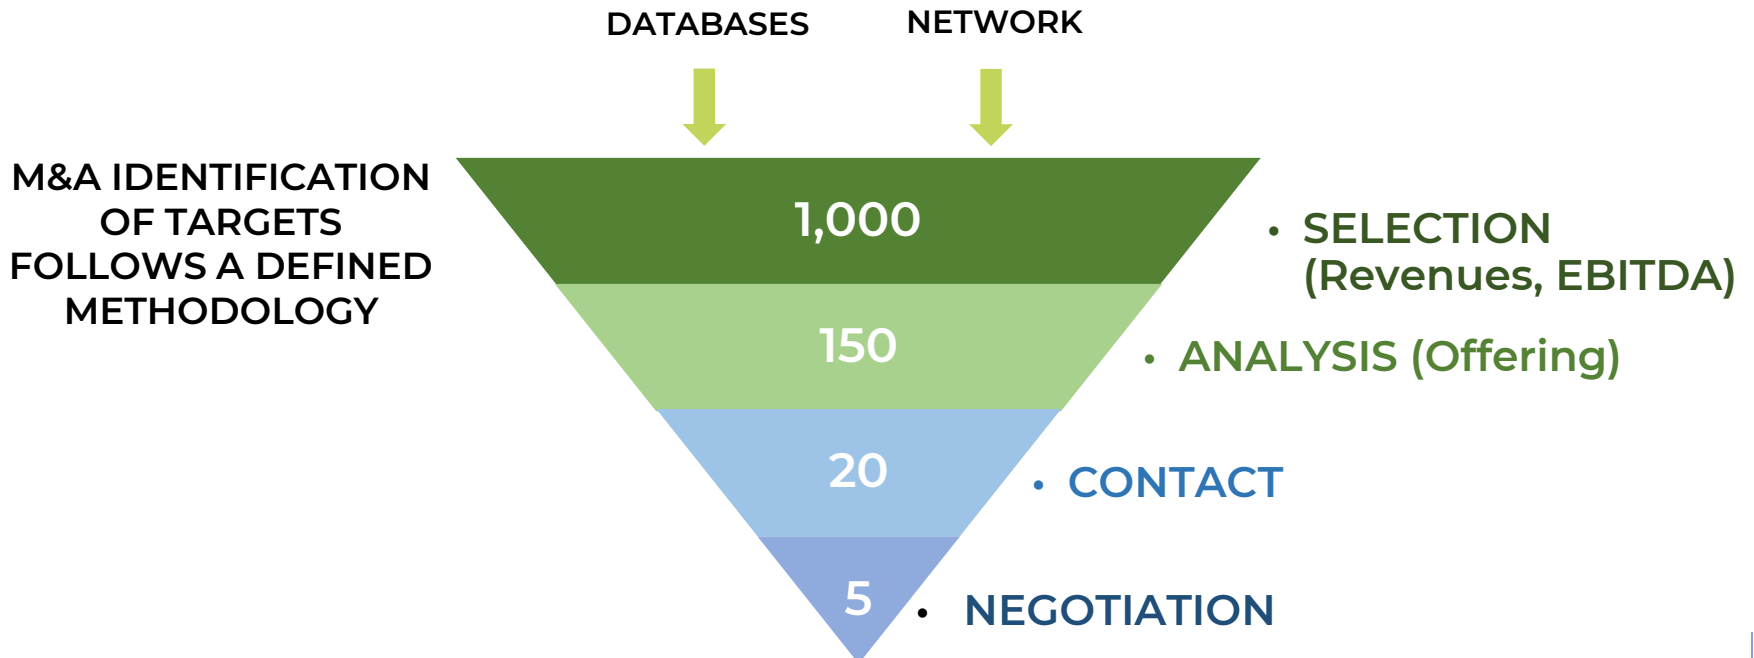 DATABASES
NETWORK
M&A IDENTIFICATION
OF TARGETS
FOLLOWS A DEFINED
METHODOLOGY
1,000
• SELECTION
(Revenues, EBITDA)
150
• ANALYSIS (Offering)
20
• CONTACT
5
• NEGOTIATION